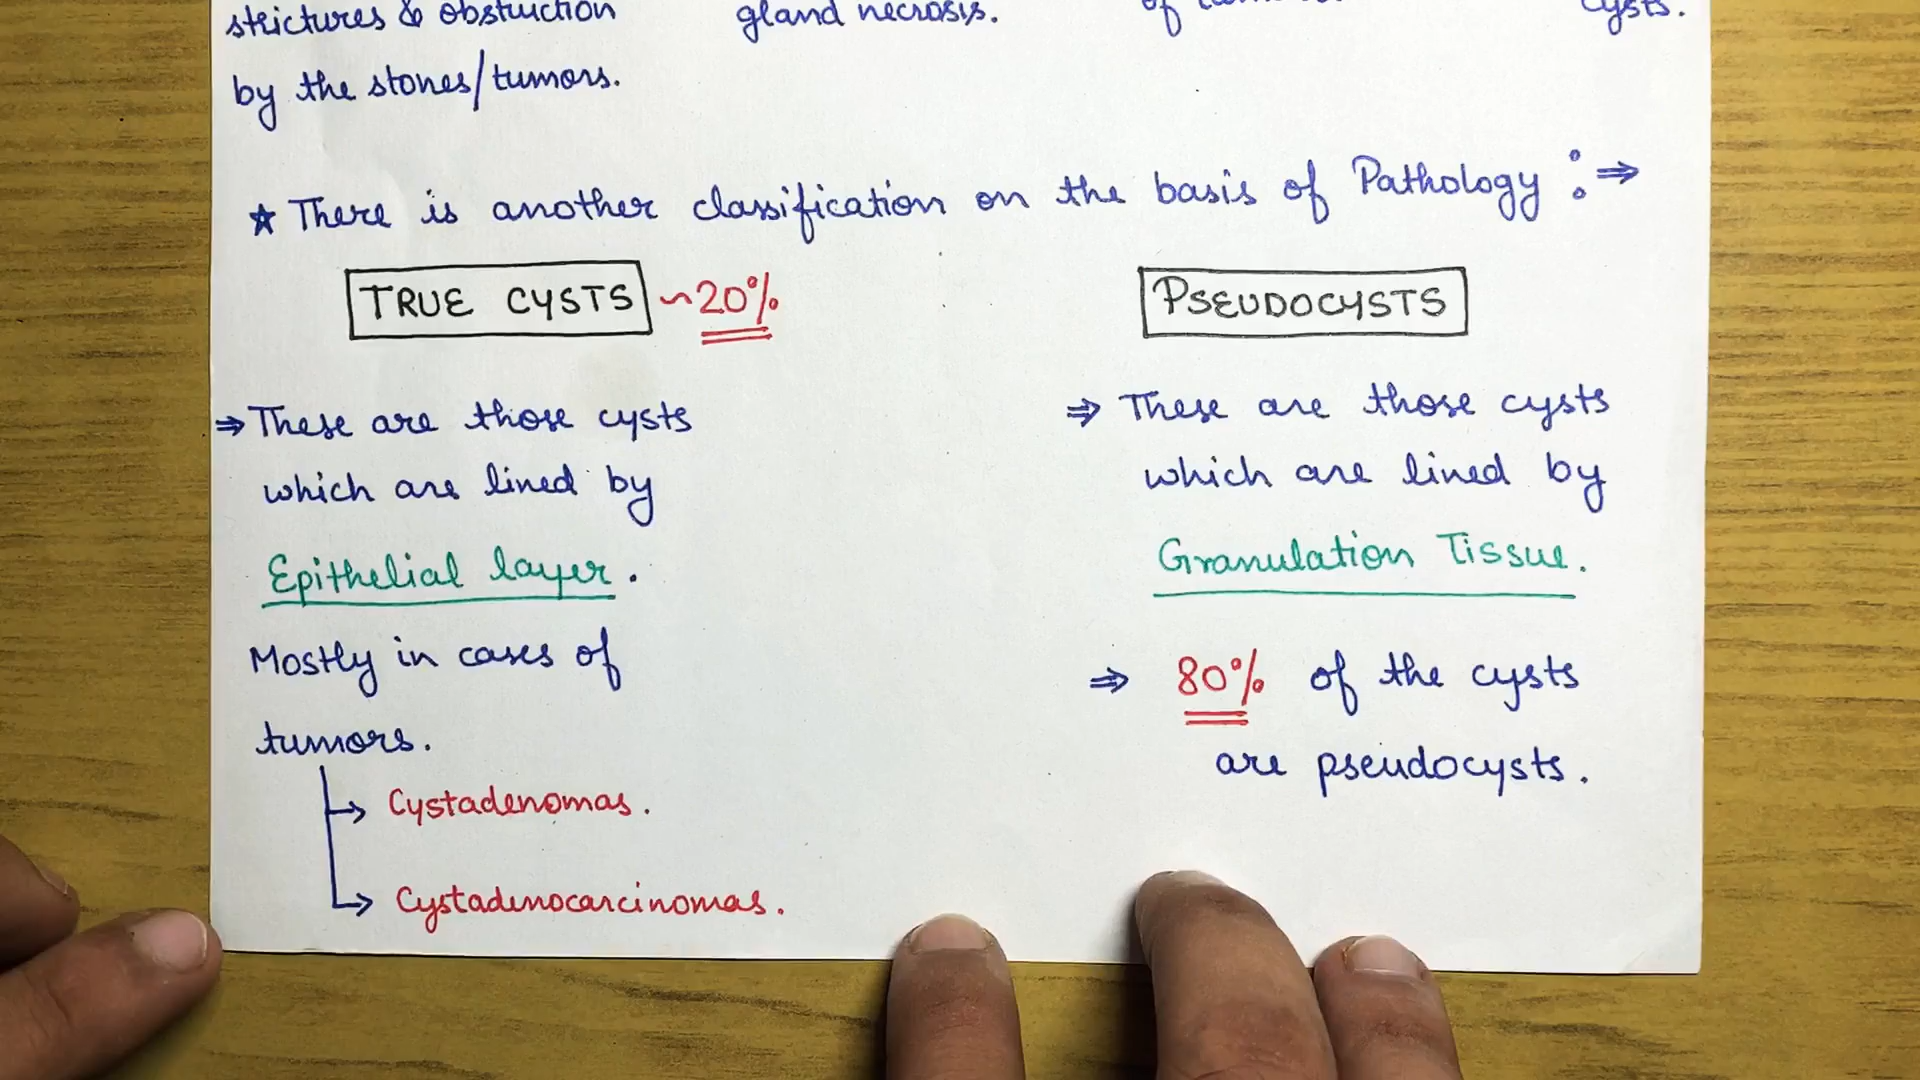 strictures & obstruction
by the stones/tumors.
gland necrosis.
of
cysts.
★ There is another classification on the basis of Pathology :⇒
TRUE CYSTS ~20%
⇒ These are those cysts
which are lined by
Epithelial layer.
Mostly in cases of
tumors.
→ Cystadenomas.
→ Cystadenocarcinomas.
PSEUDOCYSTS
⇒ These are those cysts
which are lined by
Granulation Tissue.
⇒ 80% of the cysts
are pseudocysts.